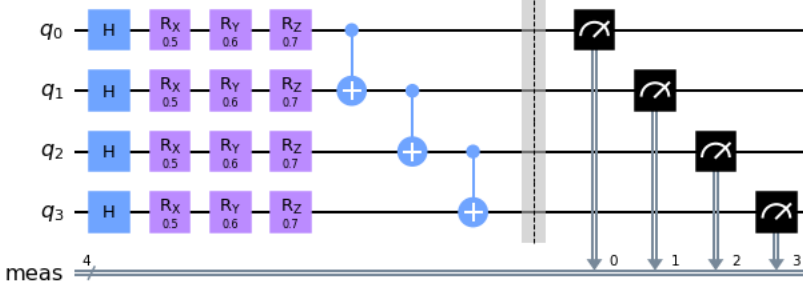 q0 H RX 0.5 RY 0.6 RZ 0.7
q1 H RX 0.5 RY 0.6 RZ 0.7
q2 H RX 0.5 RY 0.6 RZ 0.7
q3 H RX 0.5 RY 0.6 RZ 0.7
meas 4 0 1 2 3